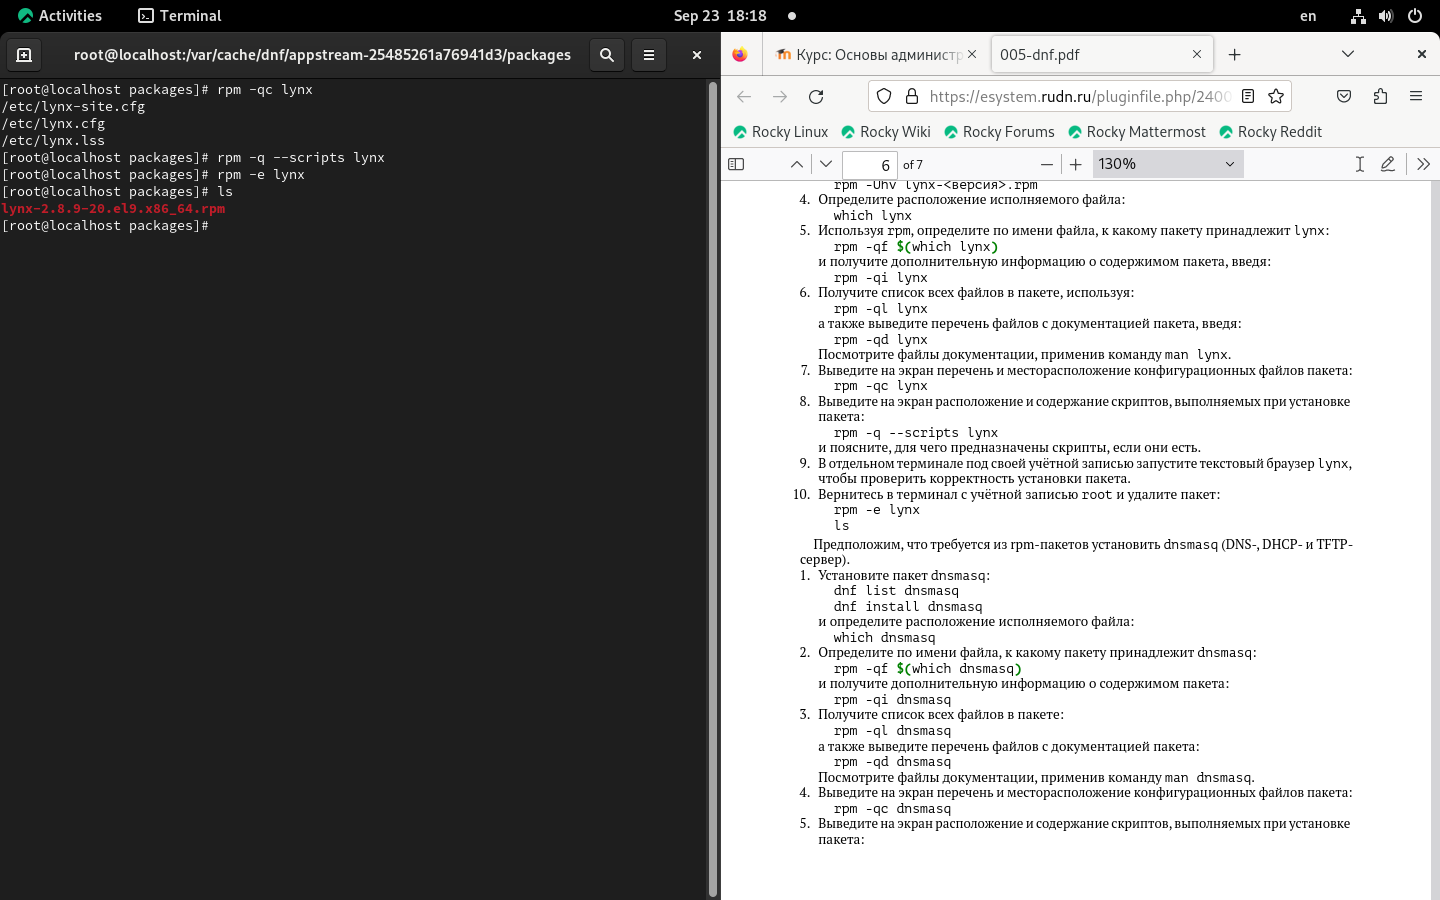 Activities
Terminal
Sep 23 18:18
en
root@localhost:/var/cache/dnf/appstream-25485261a76941d3/packages
[root@localhost packages]# rpm -qc lynx
/etc/lynx-site.cfg
/etc/lynx.cfg
/etc/lynx.lss
[root@localhost packages]# rpm -q --scripts lynx
[root@localhost packages]# rpm -e lynx
[root@localhost packages]# ls
lynx-2.8.9-20.el9.x86_64.rpm
[root@localhost packages]#
Курс: Основы администр
005-dnf.pdf
https://esystem.rudn.ru/pluginfile.php/2400
Rocky Linux
Rocky Wiki
Rocky Forums
Rocky Mattermost
Rocky Reddit
6 of 7
130%
rpm -Uhv lynx-<версия>.rpm
4. Определите расположение исполняемого файла:
which lynx
5. Используя rpm, определите по имени файла, к какому пакету принадлежит lynx:
rpm -qf $(which lynx)
и получите дополнительную информацию о содержимом пакета, введя:
rpm -qi lynx
6. Получите список всех файлов в пакете, используя:
rpm -ql lynx
а также выведите перечень файлов с документацией пакета, введя:
rpm -qd lynx
Посмотрите файлы документации, применив команду man lynx.
7. Выведите на экран перечень и месторасположение конфигурационных файлов пакета:
rpm -qc lynx
8. Выведите на экран расположение и содержание скриптов, выполняемых при установке
пакета:
rpm -q --scripts lynx
и поясните, для чего предназначены скрипты, если они есть.
9. В отдельном терминале под своей учётной записью запустите текстовый браузер lynx,
чтобы проверить корректность установки пакета.
10. Вернитесь в терминал с учётной записью root и удалите пакет:
rpm -e lynx
ls
Предположим, что требуется из rpm-пакетов установить dnsmasq (DNS-, DHCP- и TFTP-
сервер).
1. Установите пакет dnsmasq:
dnf list dnsmasq
dnf install dnsmasq
и определите расположение исполняемого файла:
which dnsmasq
2. Определите по имени файла, к какому пакету принадлежит dnsmasq:
rpm -qf $(which dnsmasq)
и получите дополнительную информацию о содержимом пакета:
rpm -qi dnsmasq
3. Получите список всех файлов в пакете:
rpm -ql dnsmasq
а также выведите перечень файлов с документацией пакета:
rpm -qd dnsmasq
Посмотрите файлы документации, применив команду man dnsmasq.
4. Выведите на экран перечень и месторасположение конфигурационных файлов пакета:
rpm -qc dnsmasq
5. Выведите на экран расположение и содержание скриптов, выполняемых при установке
пакета: